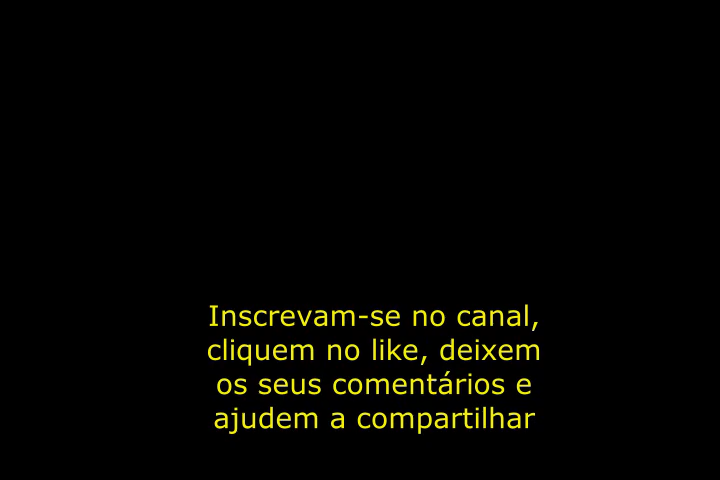 Inscrevam-se no canal,
cliquem no like, deixem
os seus comentários e
ajudem a compartilhar